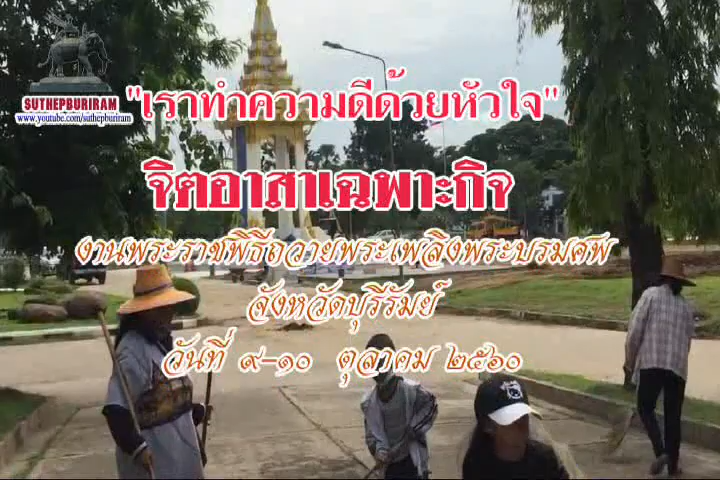 SUTHEPBURIRAM
www.youtube.com/suthepburiram
"เราทำความดีด้วยหัวใจ"
จิตอาสาเฉพาะกิจ
งานพระราชพิธีถวายพระเพลิงพระบรมศพ
จังหวัดบุรีรัมย์
วันที่ ๙-๑๐ ตุลาคม ๒๕๖๐